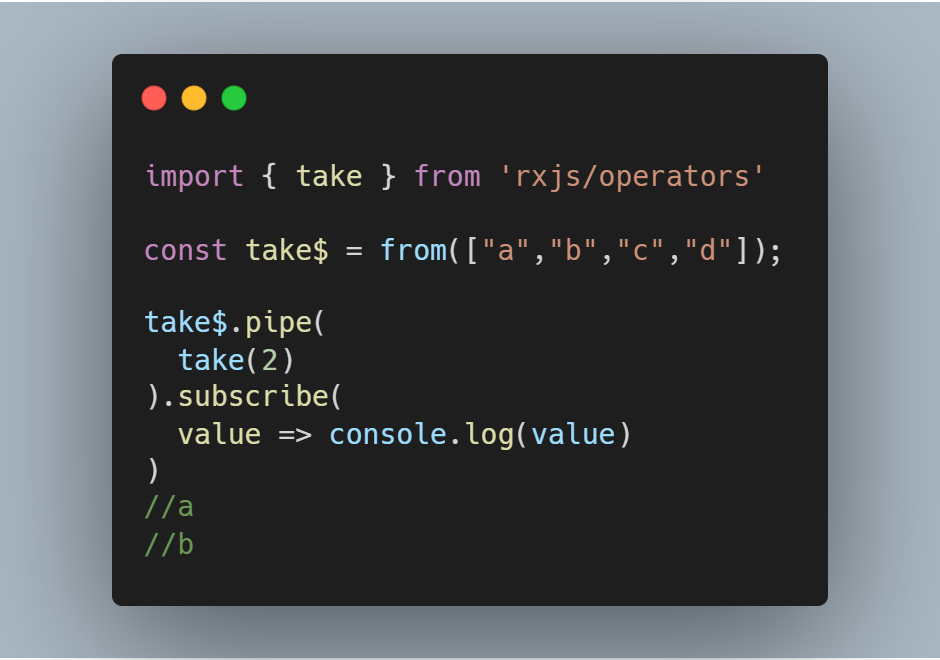 import { take } from 'rxjs/operators'
const take$ = from(["a","b","c","d"]);
take$.pipe(
  take(2)
).subscribe(
  value => console.log(value)
)
//a
//b